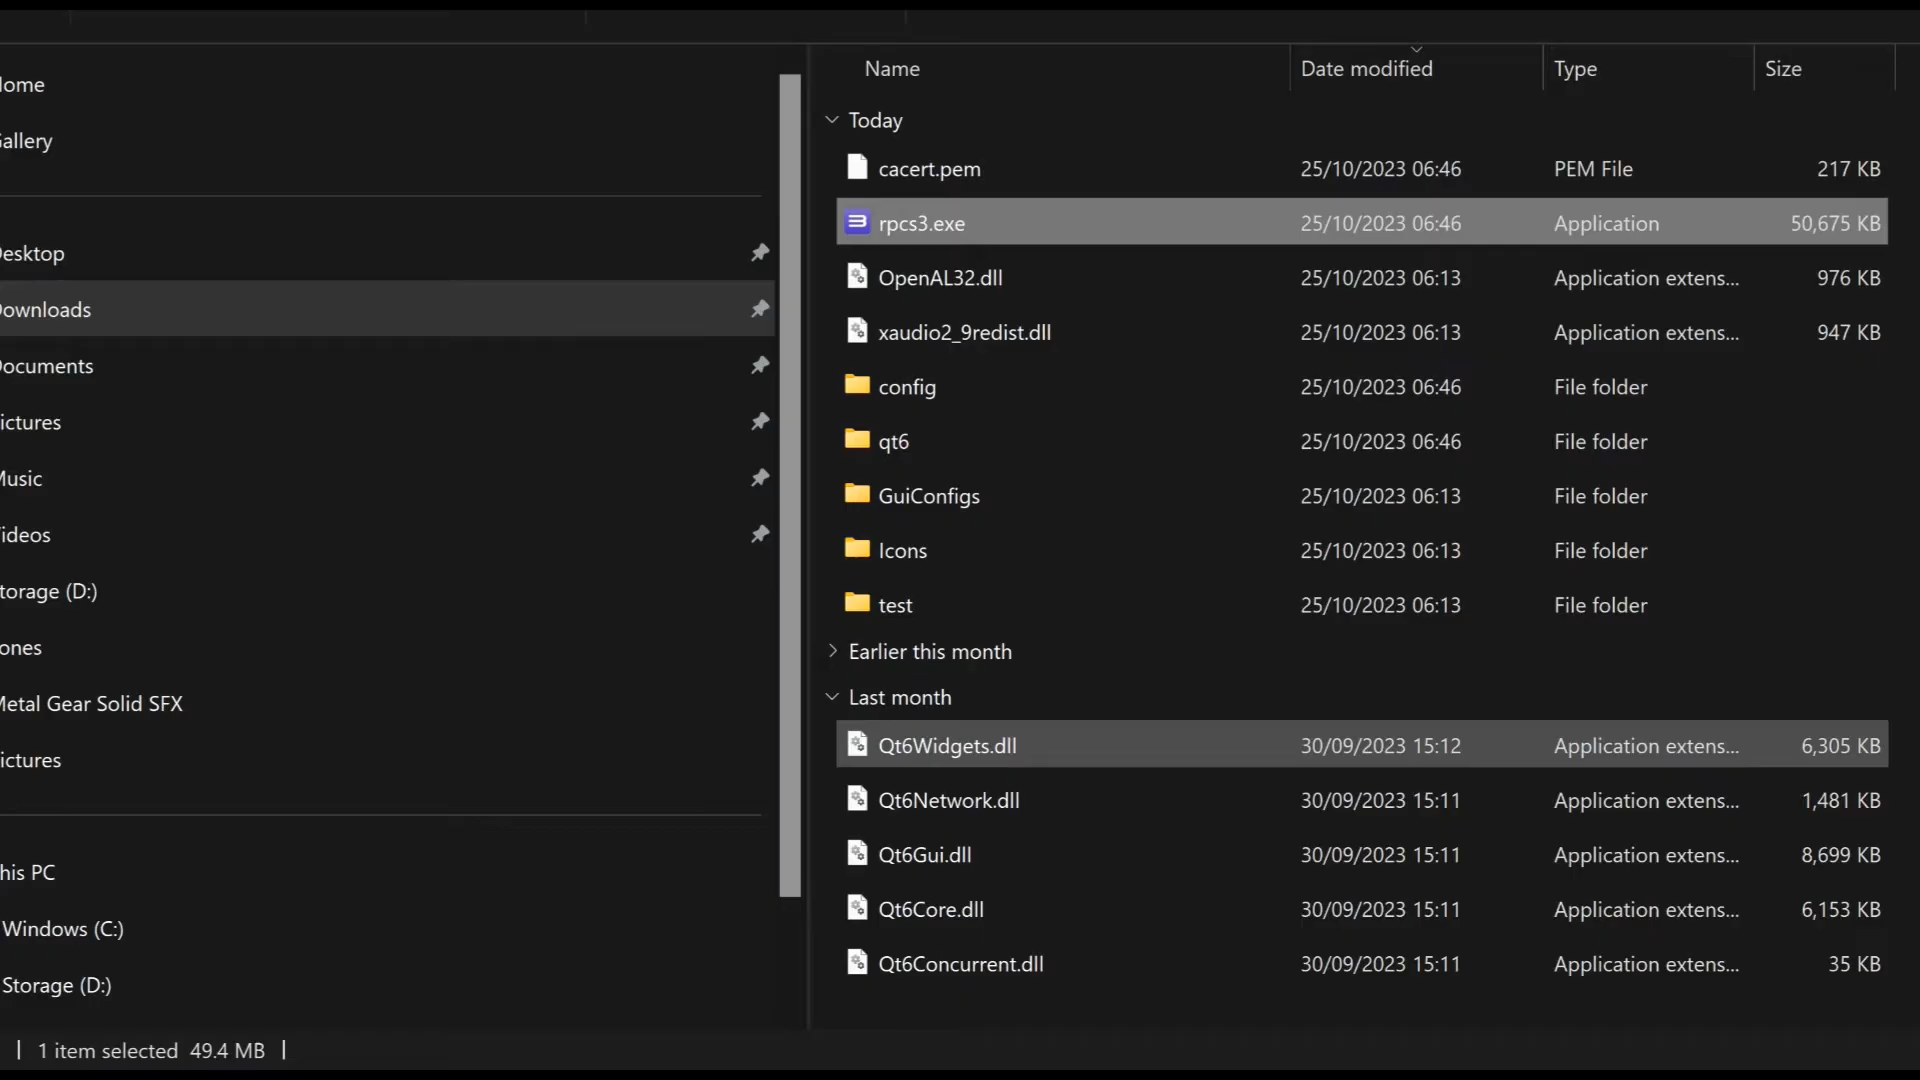 ome
allery
esktop
ownloads
ocuments
ictures
usic
ideos
torage (D:)
ones
etal Gear Solid SFX
ictures
his PC
Windows (C:)
Storage (D:)
Name Date modified Type Size
Today
cacert.pem 25/10/2023 06:46 PEM File 217 KB
rpcs3.exe 25/10/2023 06:46 Application 50,675 KB
OpenAL32.dll 25/10/2023 06:13 Application extens... 976 KB
xaudio2_9redist.dll 25/10/2023 06:13 Application extens... 947 KB
config 25/10/2023 06:46 File folder
qt6 25/10/2023 06:46 File folder
GuiConfigs 25/10/2023 06:13 File folder
Icons 25/10/2023 06:13 File folder
test 25/10/2023 06:13 File folder
Earlier this month
Last month
Qt6Widgets.dll 30/09/2023 15:12 Application extens... 6,305 KB
Qt6Network.dll 30/09/2023 15:11 Application extens... 1,481 KB
Qt6Gui.dll 30/09/2023 15:11 Application extens... 8,699 KB
Qt6Core.dll 30/09/2023 15:11 Application extens... 6,153 KB
Qt6Concurrent.dll 30/09/2023 15:11 Application extens... 35 KB
1 item selected 49.4 MB